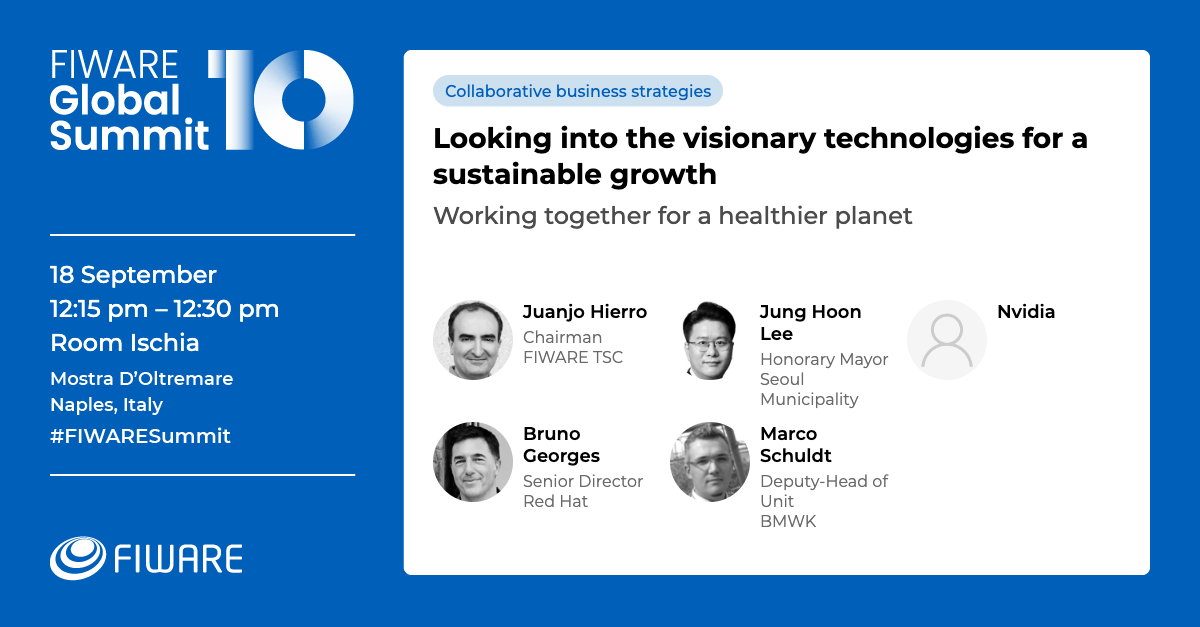 FIWARE
Global
Summit
10
18 September
12:15 pm – 12:30 pm
Room Ischia
Mostra D’Oltremare
Naples, Italy
#FIWARESummit
FIWARE
Collaborative business strategies
Looking into the visionary technologies for a
sustainable growth
Working together for a healthier planet
Juanjo Hierro
Chairman
FIWARE TSC
Jung Hoon
Lee
Honorary Mayor
Seoul
Municipality
Nvidia
Bruno
Georges
Senior Director
Red Hat
Marco
Schuldt
Deputy-Head of
Unit
BMWK